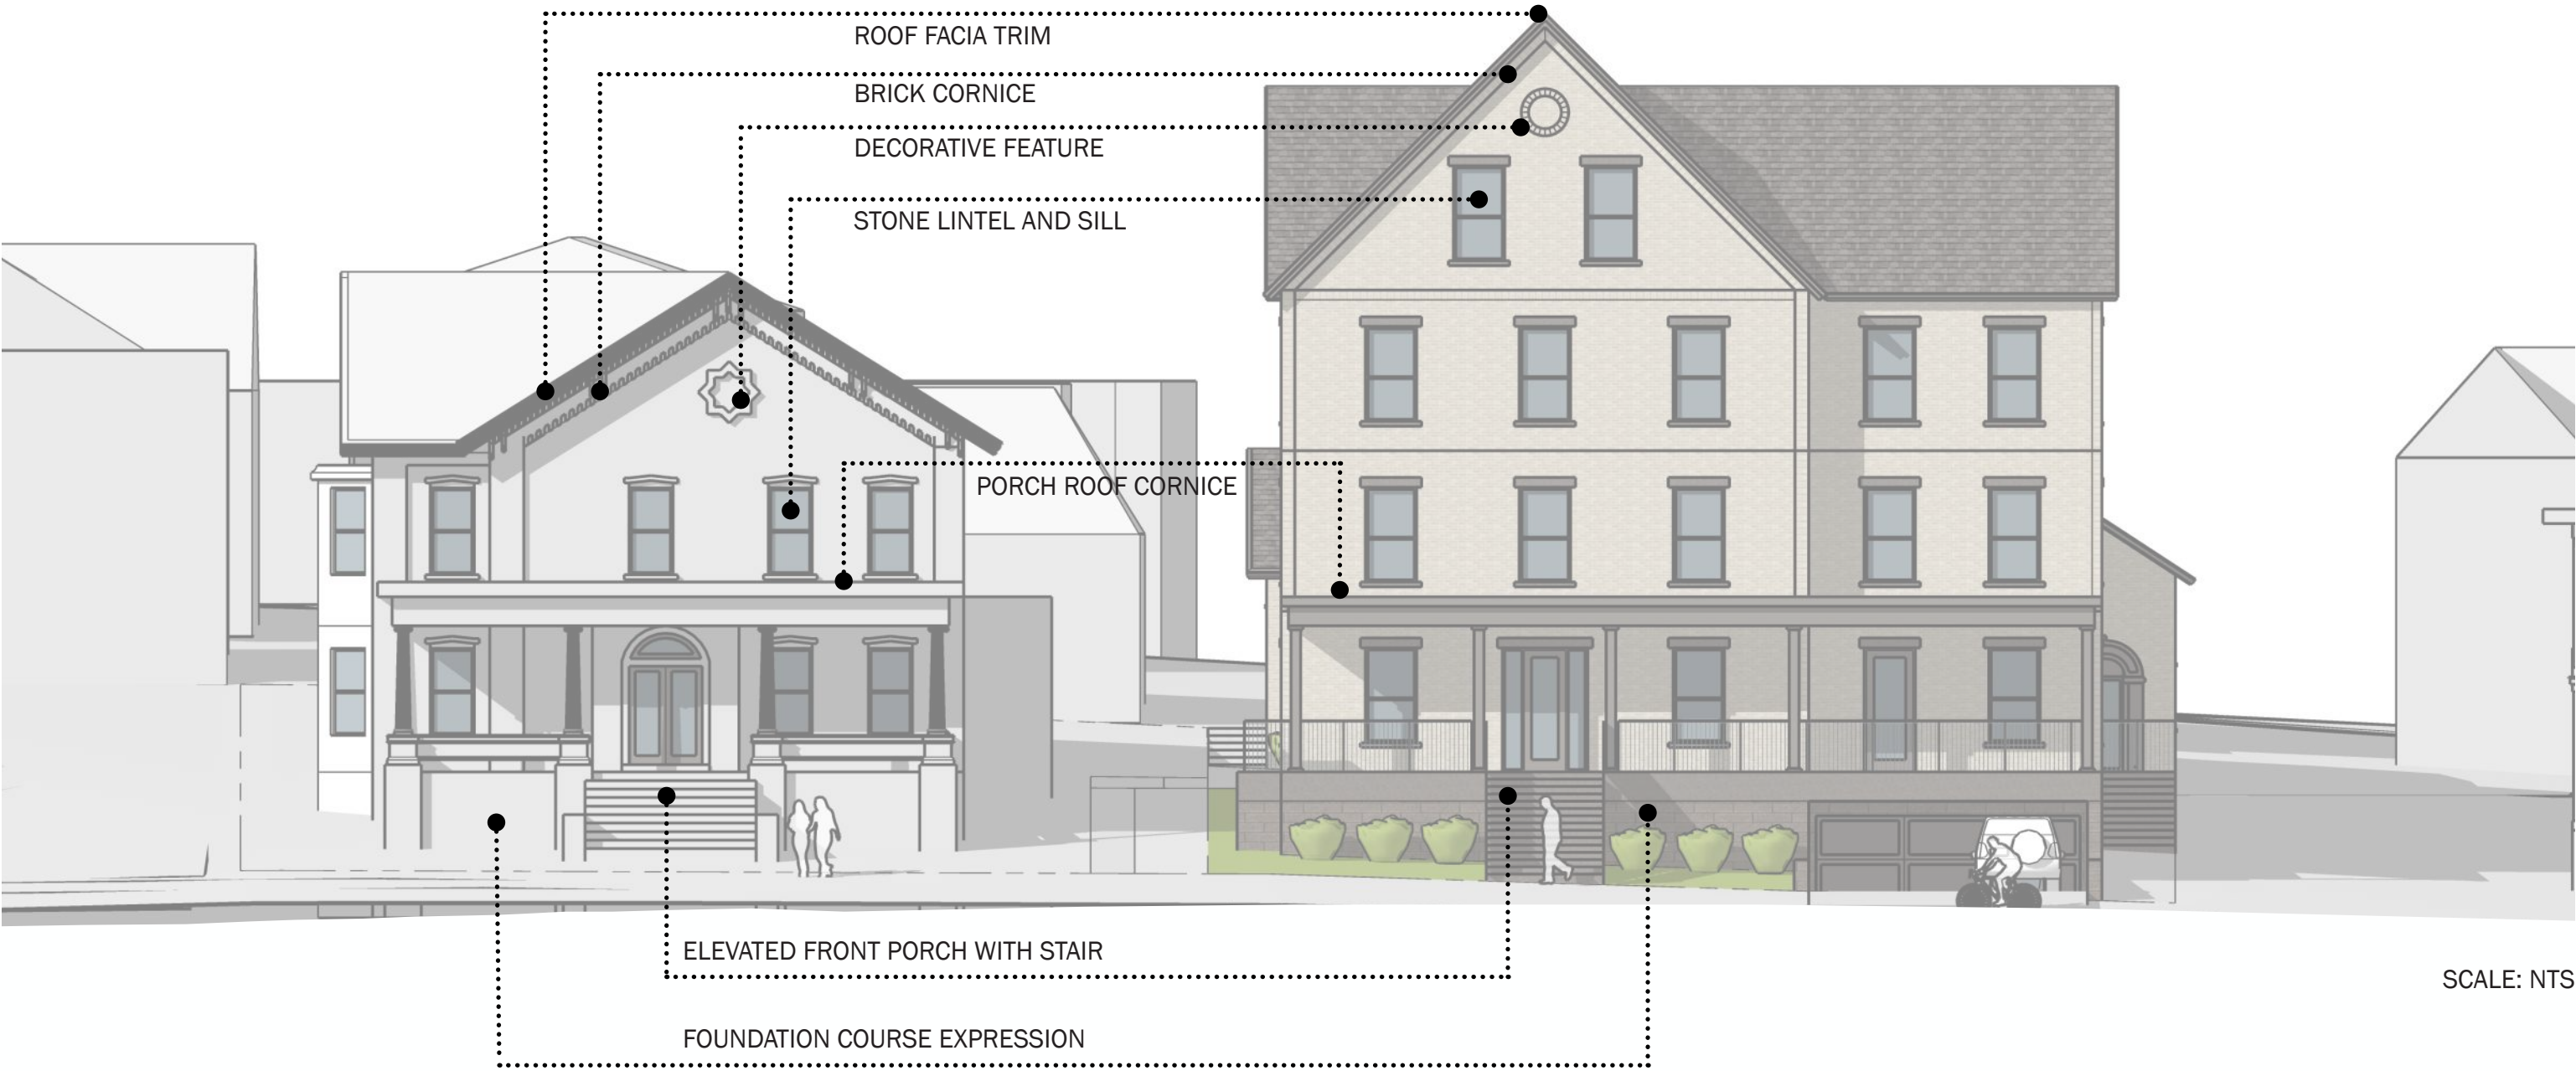 ROOF FACIA TRIM
BRICK CORNICE
DECORATIVE FEATURE
STONE LINTEL AND SILL
PORCH ROOF CORNICE
ELEVATED FRONT PORCH WITH STAIR
SCALE: NTS
FOUNDATION COURSE EXPRESSION